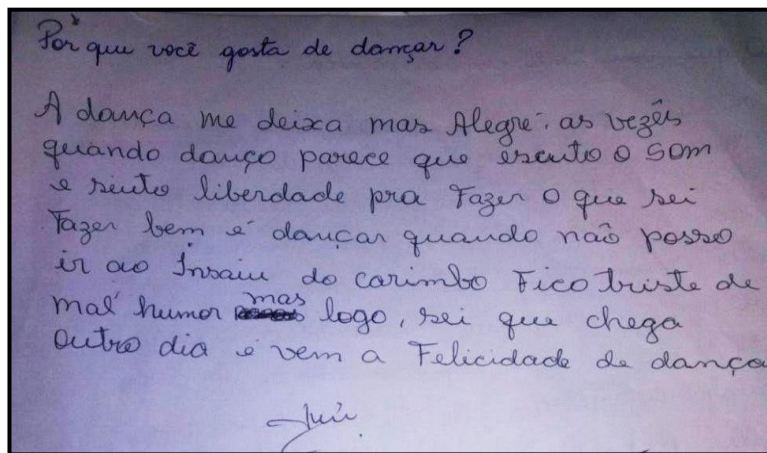 Por que você gosta de dançar?
A dança me deixa mas Alegre. as vezês
quando danço parece que escuto o som
e sinto liberdade pra Fazer o que sei
Fazer bem é dançar quando não posso
ir ao Insaiu do carimbo Fico triste de
mal humor mas logo, sei que chega
outro dia e vem a Felicidade de dança